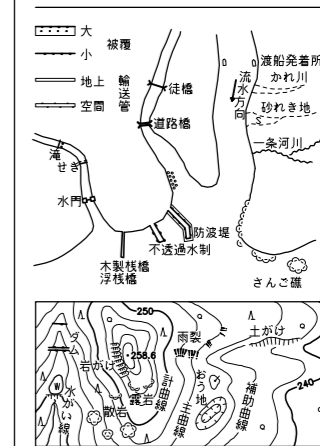 大
小
被覆
地上
空間
輸送管
徒橋
道路橋
渡船発着所
かれ川
流水方向
砂れき地
一条河川
滝
せき
水門
防波堤
不透過水制
木製桟橋
浮桟橋
さんご礁
250
雨裂
土がけ
ダム
岩がけ
258.6
おう地
計曲線
補助曲線
240
W
水がい線
露岩
散岩
主曲線